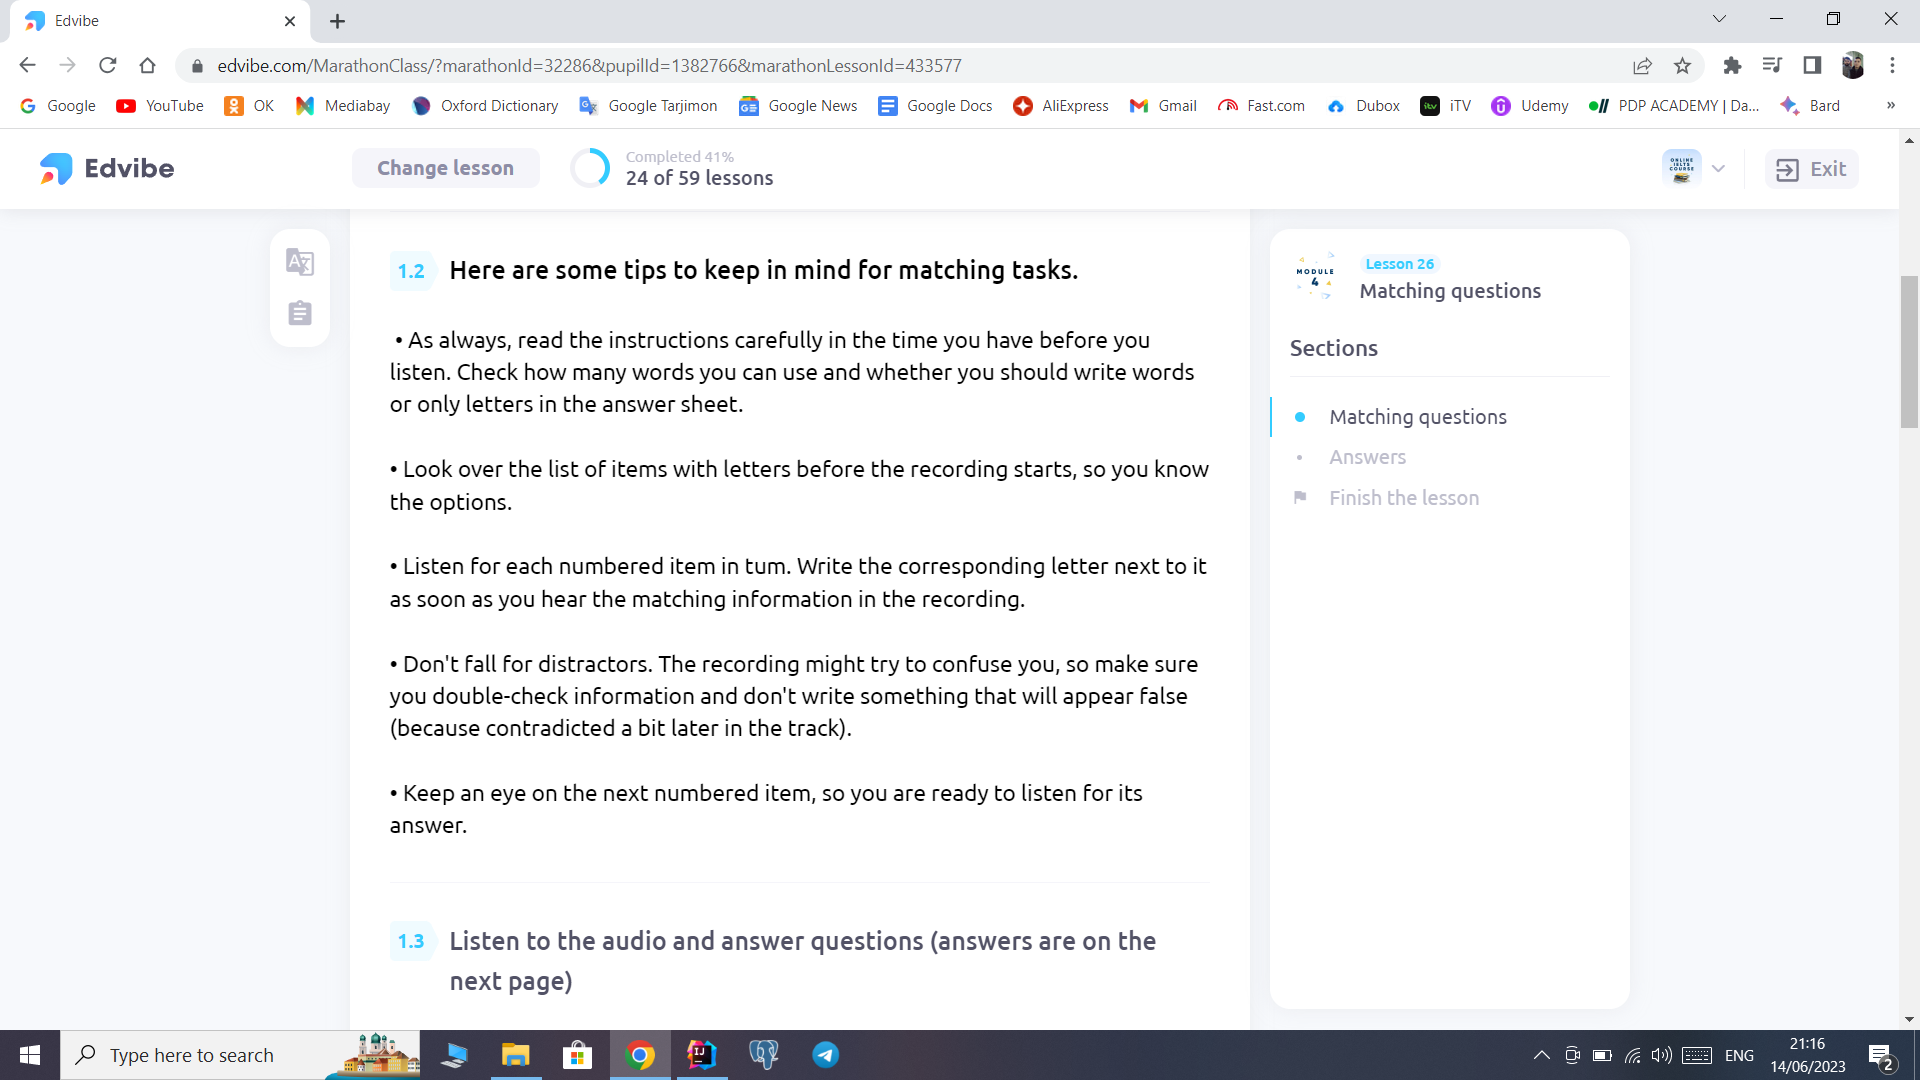 Edvibe
edvibe.com/MarathonClass/?marathonId=32286&pupilId=1382766&marathonLessonId=433577
Google YouTube OK Mediabay Oxford Dictionary Google Tarjimon Google News Google Docs AliExpress Gmail Fast.com Dubox iTV Udemy PDP ACADEMY | Da... Bard »
Edvibe
Change lesson
Completed 41%
24 of 59 lessons
ONLINE
IELTS
COURSE
Exit
1.2 Here are some tips to keep in mind for matching tasks.
• As always, read the instructions carefully in the time you have before you
listen. Check how many words you can use and whether you should write words
or only letters in the answer sheet.
• Look over the list of items with letters before the recording starts, so you know
the options.
• Listen for each numbered item in tum. Write the corresponding letter next to it
as soon as you hear the matching information in the recording.
• Don't fall for distractors. The recording might try to confuse you, so make sure
you double-check information and don't write something that will appear false
(because contradicted a bit later in the track).
• Keep an eye on the next numbered item, so you are ready to listen for its
answer.
1.3 Listen to the audio and answer questions (answers are on the
next page)
MODULE
4
Lesson 26
Matching questions
Sections
Matching questions
Answers
Finish the lesson
Type here to search
ENG
21:16
14/06/2023
2